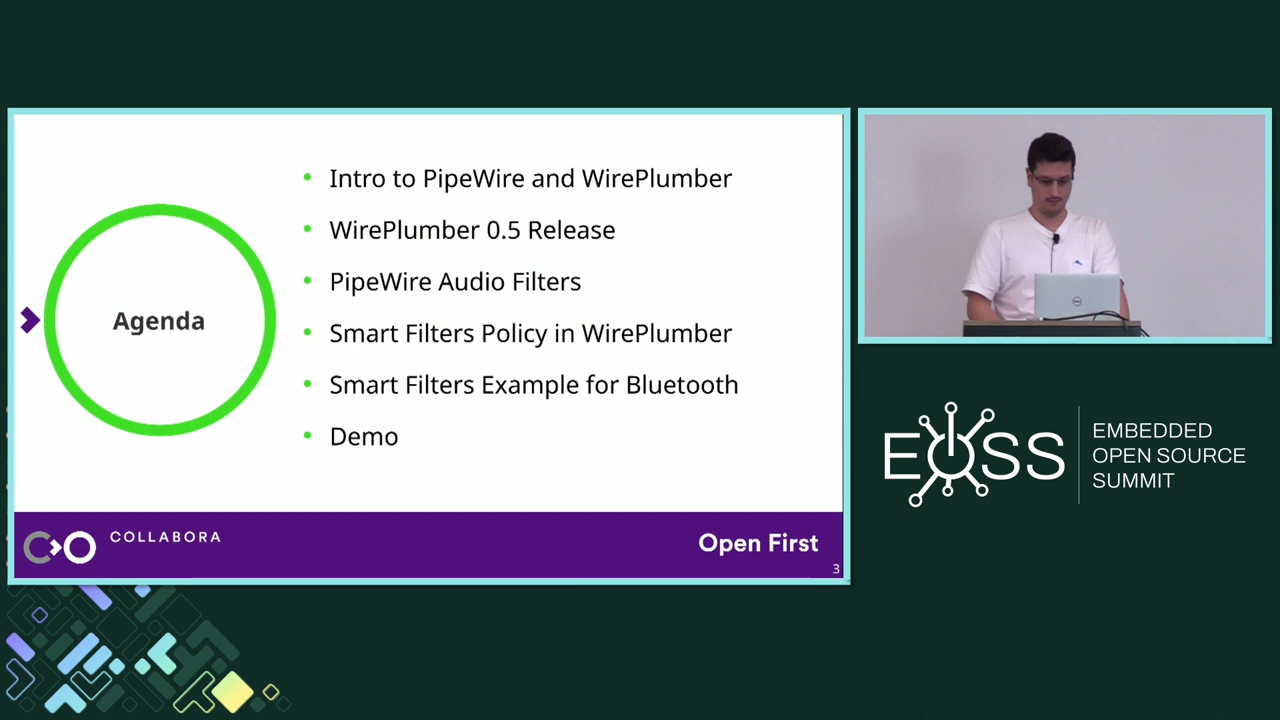 Agenda
Intro to PipeWire and WirePlumber
WirePlumber 0.5 Release
PipeWire Audio Filters
Smart Filters Policy in WirePlumber
Smart Filters Example for Bluetooth
Demo
COLLABORA
Open First
3
EOSS
EMBEDDED
OPEN SOURCE
SUMMIT